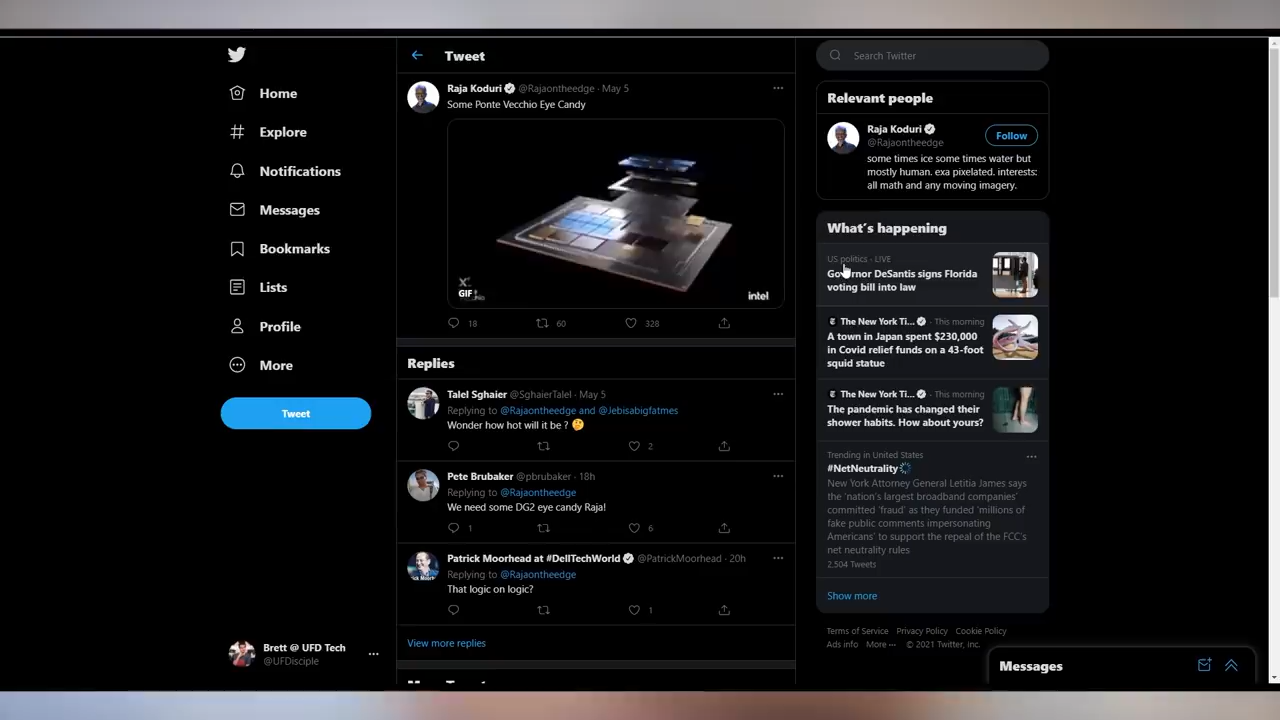 Home
Explore
Notifications
Messages
Bookmarks
Lists
Profile
More
Tweet
Brett @ UFD Tech
@UFDisciple
Tweet
Raja Koduri @Rajaontheedge · May 5
Some Ponte Vecchio Eye Candy
GIF
intel
18 60 328
Replies
Talel Sghaier @SghaierTalel · May 5
Replying to @Rajaontheedge and @Jebisabigfatmes
Wonder how hot will it be ? 🤔
2
Pete Brubaker @pbrubaker · 18h
Replying to @Rajaontheedge
We need some DG2 eye candy Raja!
1 6
Patrick Moorhead at #DellTechWorld @PatrickMoorhead · 20h
Replying to @Rajaontheedge
That logic on logic?
1
View more replies
Search Twitter
Relevant people
Raja Koduri
@Rajaontheedge
Follow
some times ice some times water but
mostly human. exa pixelated. interests:
all math and any moving imagery.
What's happening
US politics · LIVE
Governor DeSantis signs Florida
voting bill into law
The New York Ti... · This morning
A town in Japan spent $230,000
in Covid relief funds on a 43-foot
squid statue
The New York Ti... · This morning
The pandemic has changed their
shower habits. How about yours?
Trending in United States
#NetNeutrality
New York Attorney General Letitia James says
the 'nation's largest broadband companies'
committed 'fraud' as they funded 'millions of
fake public comments impersonating
Americans' to support the repeal of the FCC's
net neutrality rules
2,504 Tweets
Show more
Terms of Service Privacy Policy Cookie Policy
Ads info More ··· © 2021 Twitter, Inc.
Messages